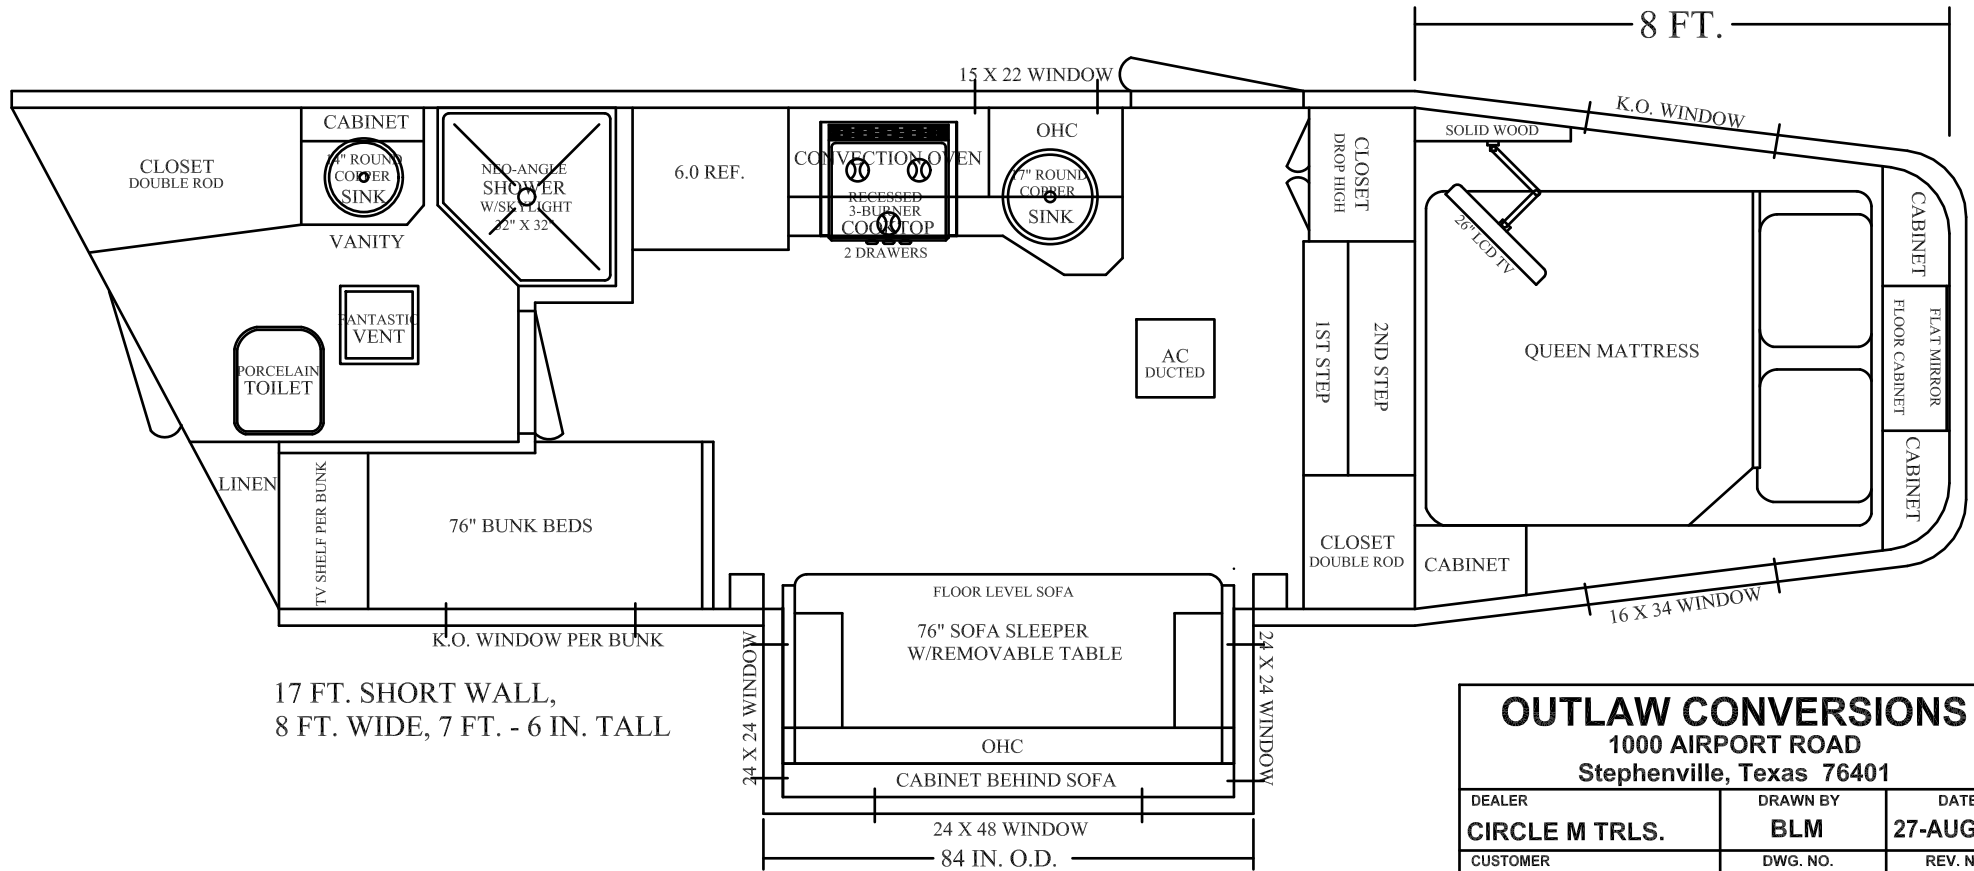 8 FT.
15 X 22 WINDOW
K.O. WINDOW
CABINET
CLOSET
DOUBLE ROD
14" ROUND
COPPER
SINK
VANITY
NEO-ANGLE
SHOWER
W/SKYLIGHT
32" X 32"
6.0 REF.
CONVECTION OVEN
RECESSED
3-BURNER
COOKTOP
2 DRAWERS
OHC
17" ROUND
COPPER
SINK
CLOSET
DROP HIGH
SOLID WOOD
26" LCD TV
CABINET
FANTASTIC
VENT
PORCELAIN
TOILET
AC
DUCTED
1ST STEP
2ND STEP
QUEEN MATTRESS
FLAT MIRROR
FLOOR CABINET
CABINET
LINEN
TV SHELF PER BUNK
76" BUNK BEDS
CLOSET
DOUBLE ROD
CABINET
16 X 34 WINDOW
K.O. WINDOW PER BUNK
FLOOR LEVEL SOFA
76" SOFA SLEEPER
W/REMOVABLE TABLE
24 X 24 WINDOW
24 X 24 WINDOW
OHC
CABINET BEHIND SOFA
24 X 48 WINDOW
84 IN. O.D.
17 FT. SHORT WALL,
8 FT. WIDE, 7 FT. - 6 IN. TALL
OUTLAW CONVERSIONS
1000 AIRPORT ROAD
Stephenville, Texas 76401
DEALER
DRAWN BY
DATE
CIRCLE M TRLS.
BLM
27-AUG
CUSTOMER
DWG. NO.
REV. N